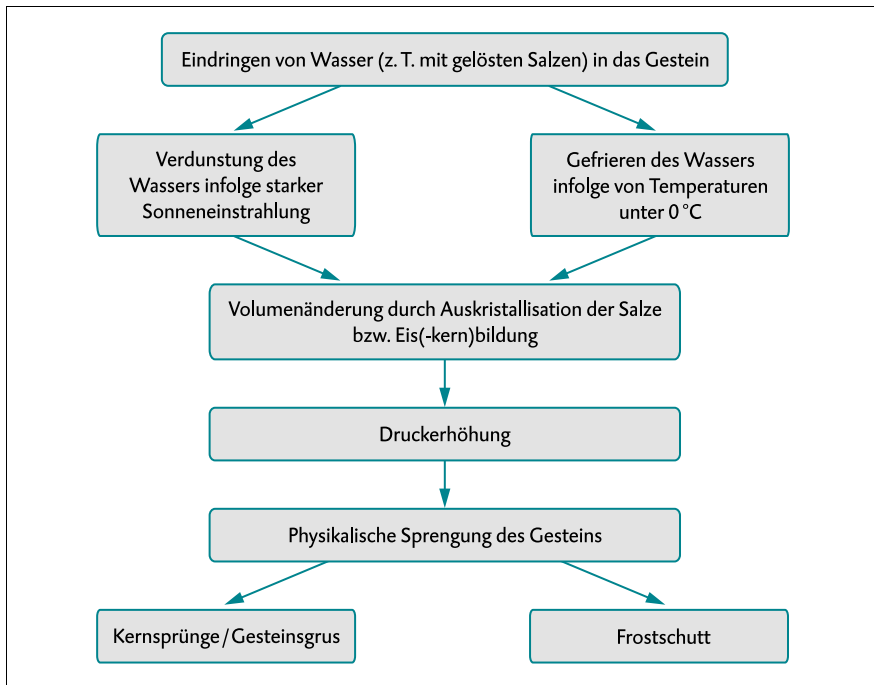 Eindringen von Wasser (z. T. mit gelösten Salzen) in das Gestein
Verdunstung des
Wassers infolge starker
Sonneneinstrahlung
Gefrieren des Wassers
infolge von Temperaturen
unter 0 °C
Volumenänderung durch Auskristallisation der Salze
bzw. Eis(-kern)bildung
Druckerhöhung
Physikalische Sprengung des Gesteins
Kernsprünge / Gesteinsgrus
Frostschutt